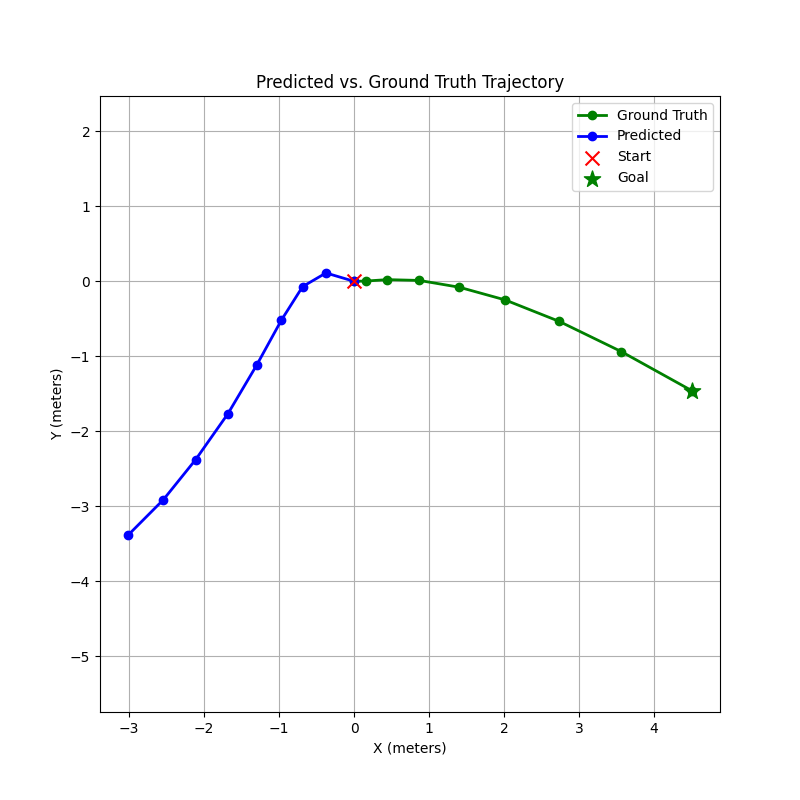 Predicted vs. Ground Truth Trajectory
Ground Truth
Predicted
Start
Goal
2
1
0
−1
−2
−3
−4
−5
Y (meters)
−3 −2 −1 0 1 2 3 4
X (meters)